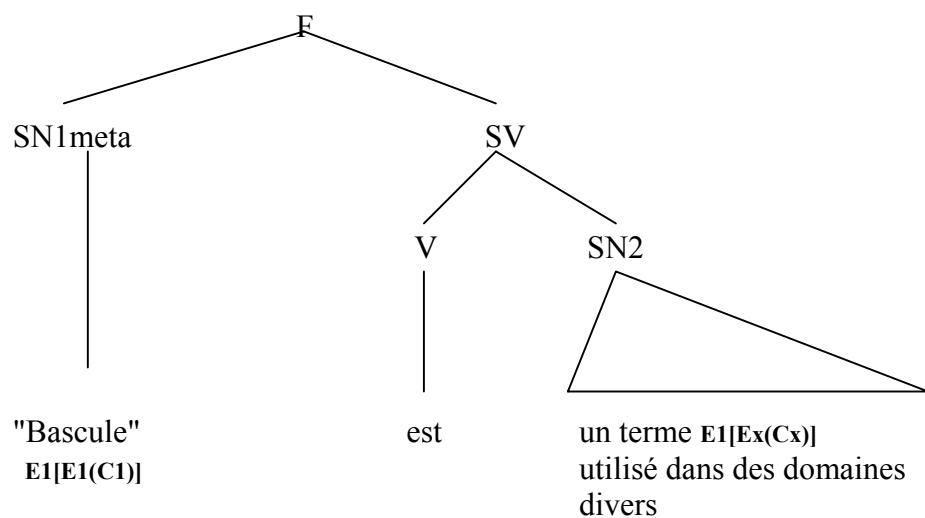 F
SN1meta SV
V SN2
"Bascule" est un terme E1[Ex(Cx)]
E1[E1(C1)] utilisé dans des domaines
divers